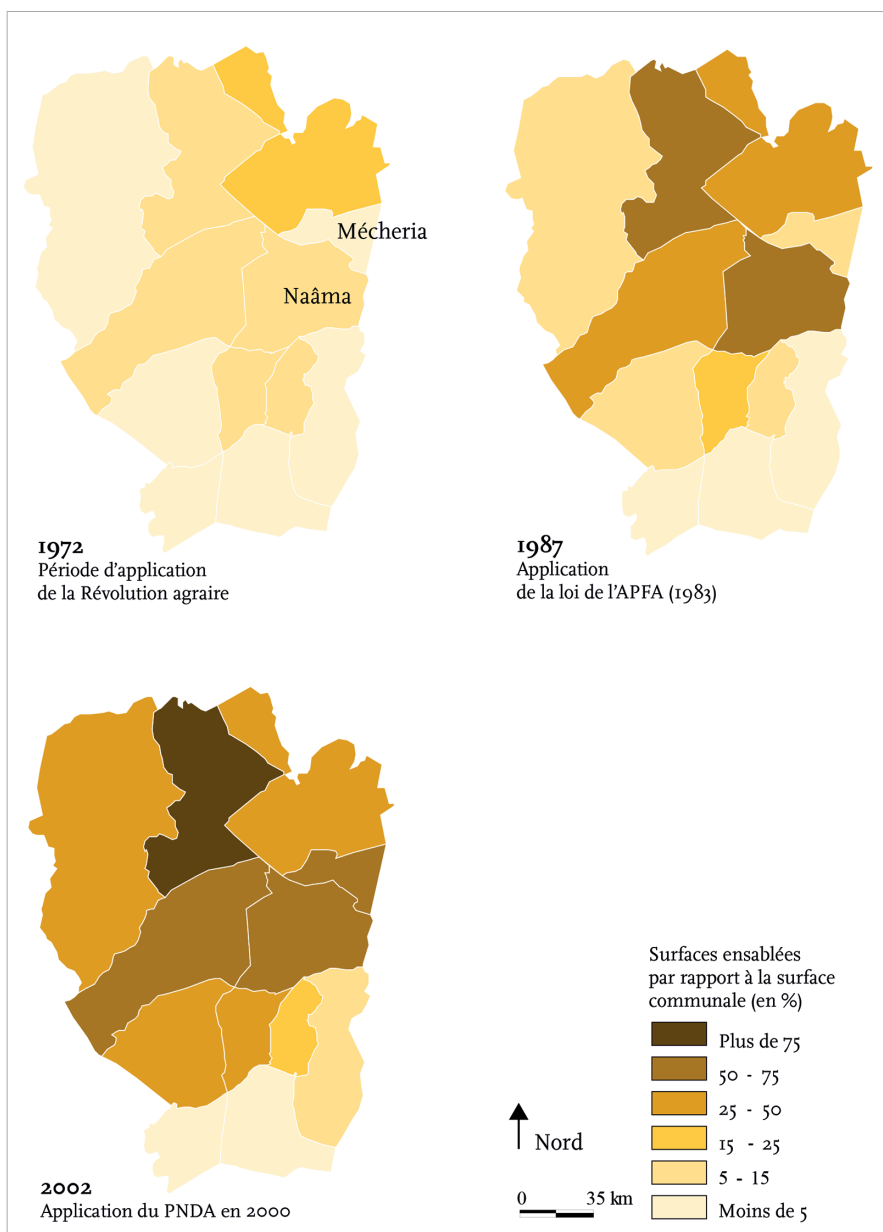 Mécheria
Naâma
1972
Période d'application
de la Révolution agraire
1987
Application
de la loi de l'APFA (1983)
2002
Application du PNDA en 2000
Nord
0 35 km
Surfaces ensablées
par rapport à la surface
communale (en %)
Plus de 75
50 - 75
25 - 50
15 - 25
5 - 15
Moins de 5